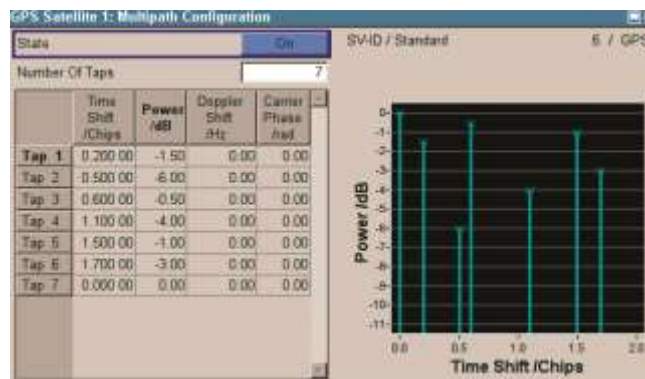 GPS Satellite 1: Multipath Configuration
State On
Number Of Taps 7
SV-ID / Standard 6 / GPS
Time Shift /Chips Power /dB Doppler Shift /Hz Carrier Phase /rad
Tap 1 0.200 00 -1.50 0.00 0.00
Tap 2 0.500 00 -6.00 0.00 0.00
Tap 3 0.600 00 -0.50 0.00 0.00
Tap 4 1.100 00 -4.00 0.00 0.00
Tap 5 1.500 00 -1.00 0.00 0.00
Tap 6 1.700 00 -3.00 0.00 0.00
Tap 7 0.000 00 0.00 0.00 0.00
Power /dB
0
-1
-2
-3
-4
-5
-6
-7
-8
-9
-10
-11
0.0 0.5 1.0 1.5 2.0
Time Shift /Chips